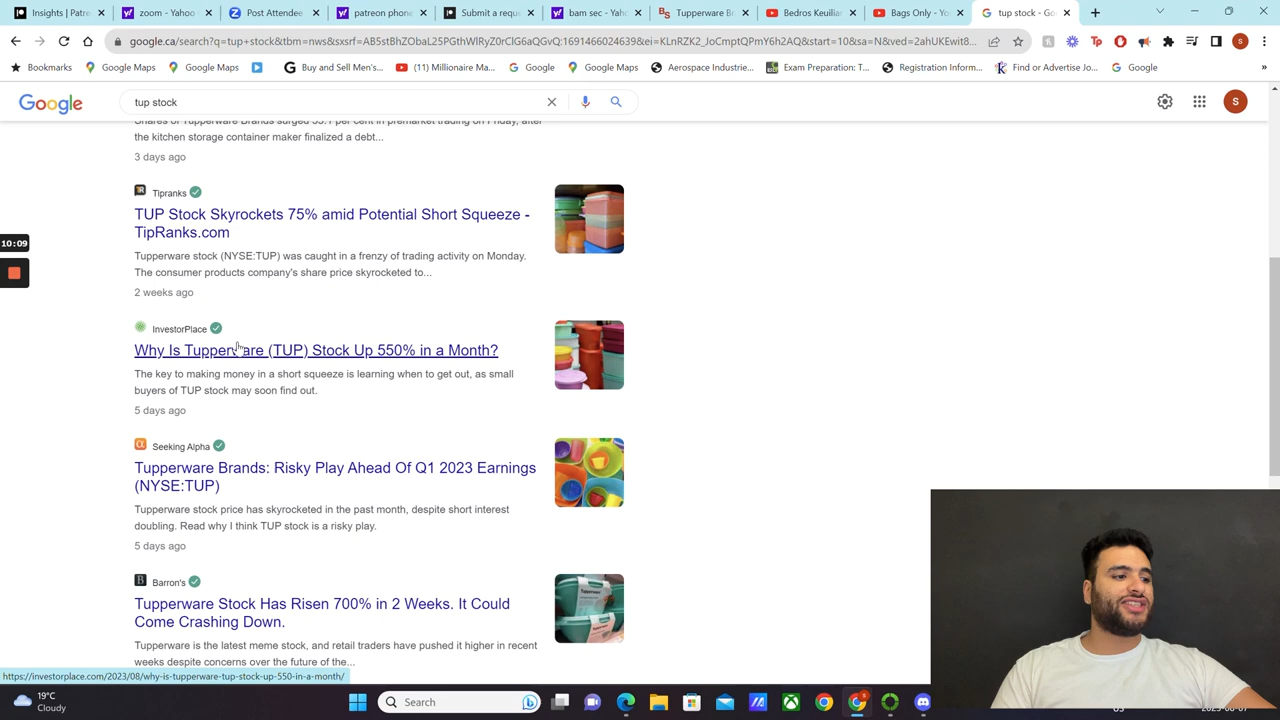 Insights | Patre
zoho - Yahoo
Post Attendee
patreon phone
Submit a reque
bam sec - Yaho
Tupperware Br
Bedros Keulian
Bags Only - Yo
tup stock - Go
google.ca/search?q=tup+stock&tbm=nws&sxsrf=AB5stBhZObaL25PGthWIRyZ0rClG6aQGvQ:1691466024639&ei=KLnRZK2_JoCmptQPmY6h2AQ&start=10&sa=N&ved=2ahUKEwit8...
Bookmarks
Google Maps
Google Maps
Buy and Sell Men's...
(11) Millionaire Ma...
Google
Google Maps
Aerospace Industrie...
Exam Preparation: T...
Registration Inform...
Find or Advertise Jo...
Google
»
Google
tup stock
S
Shares of Tupperware Brands surged 35.1 per cent in premarket trading on Friday, after
the kitchen storage container maker finalized a debt...
3 days ago
Tipranks
TUP Stock Skyrockets 75% amid Potential Short Squeeze -
TipRanks.com
Tupperware stock (NYSE:TUP) was caught in a frenzy of trading activity on Monday.
The consumer products company's share price skyrocketed to...
2 weeks ago
10:09
InvestorPlace
Why Is Tupperware (TUP) Stock Up 550% in a Month?
The key to making money in a short squeeze is learning when to get out, as small
buyers of TUP stock may soon find out.
5 days ago
Seeking Alpha
Tupperware Brands: Risky Play Ahead Of Q1 2023 Earnings
(NYSE:TUP)
Tupperware stock price has skyrocketed in the past month, despite short interest
doubling. Read why I think TUP stock is a risky play.
5 days ago
Barron's
Tupperware Stock Has Risen 700% in 2 Weeks. It Could
Come Crashing Down.
Tupperware is the latest meme stock, and retail traders have pushed it higher in recent
weeks despite concerns over the future of the...
https://investorplace.com/2023/08/why-is-tupperware-tup-stock-up-550-in-a-month/
19°C
Cloudy
Search
2023-08-07